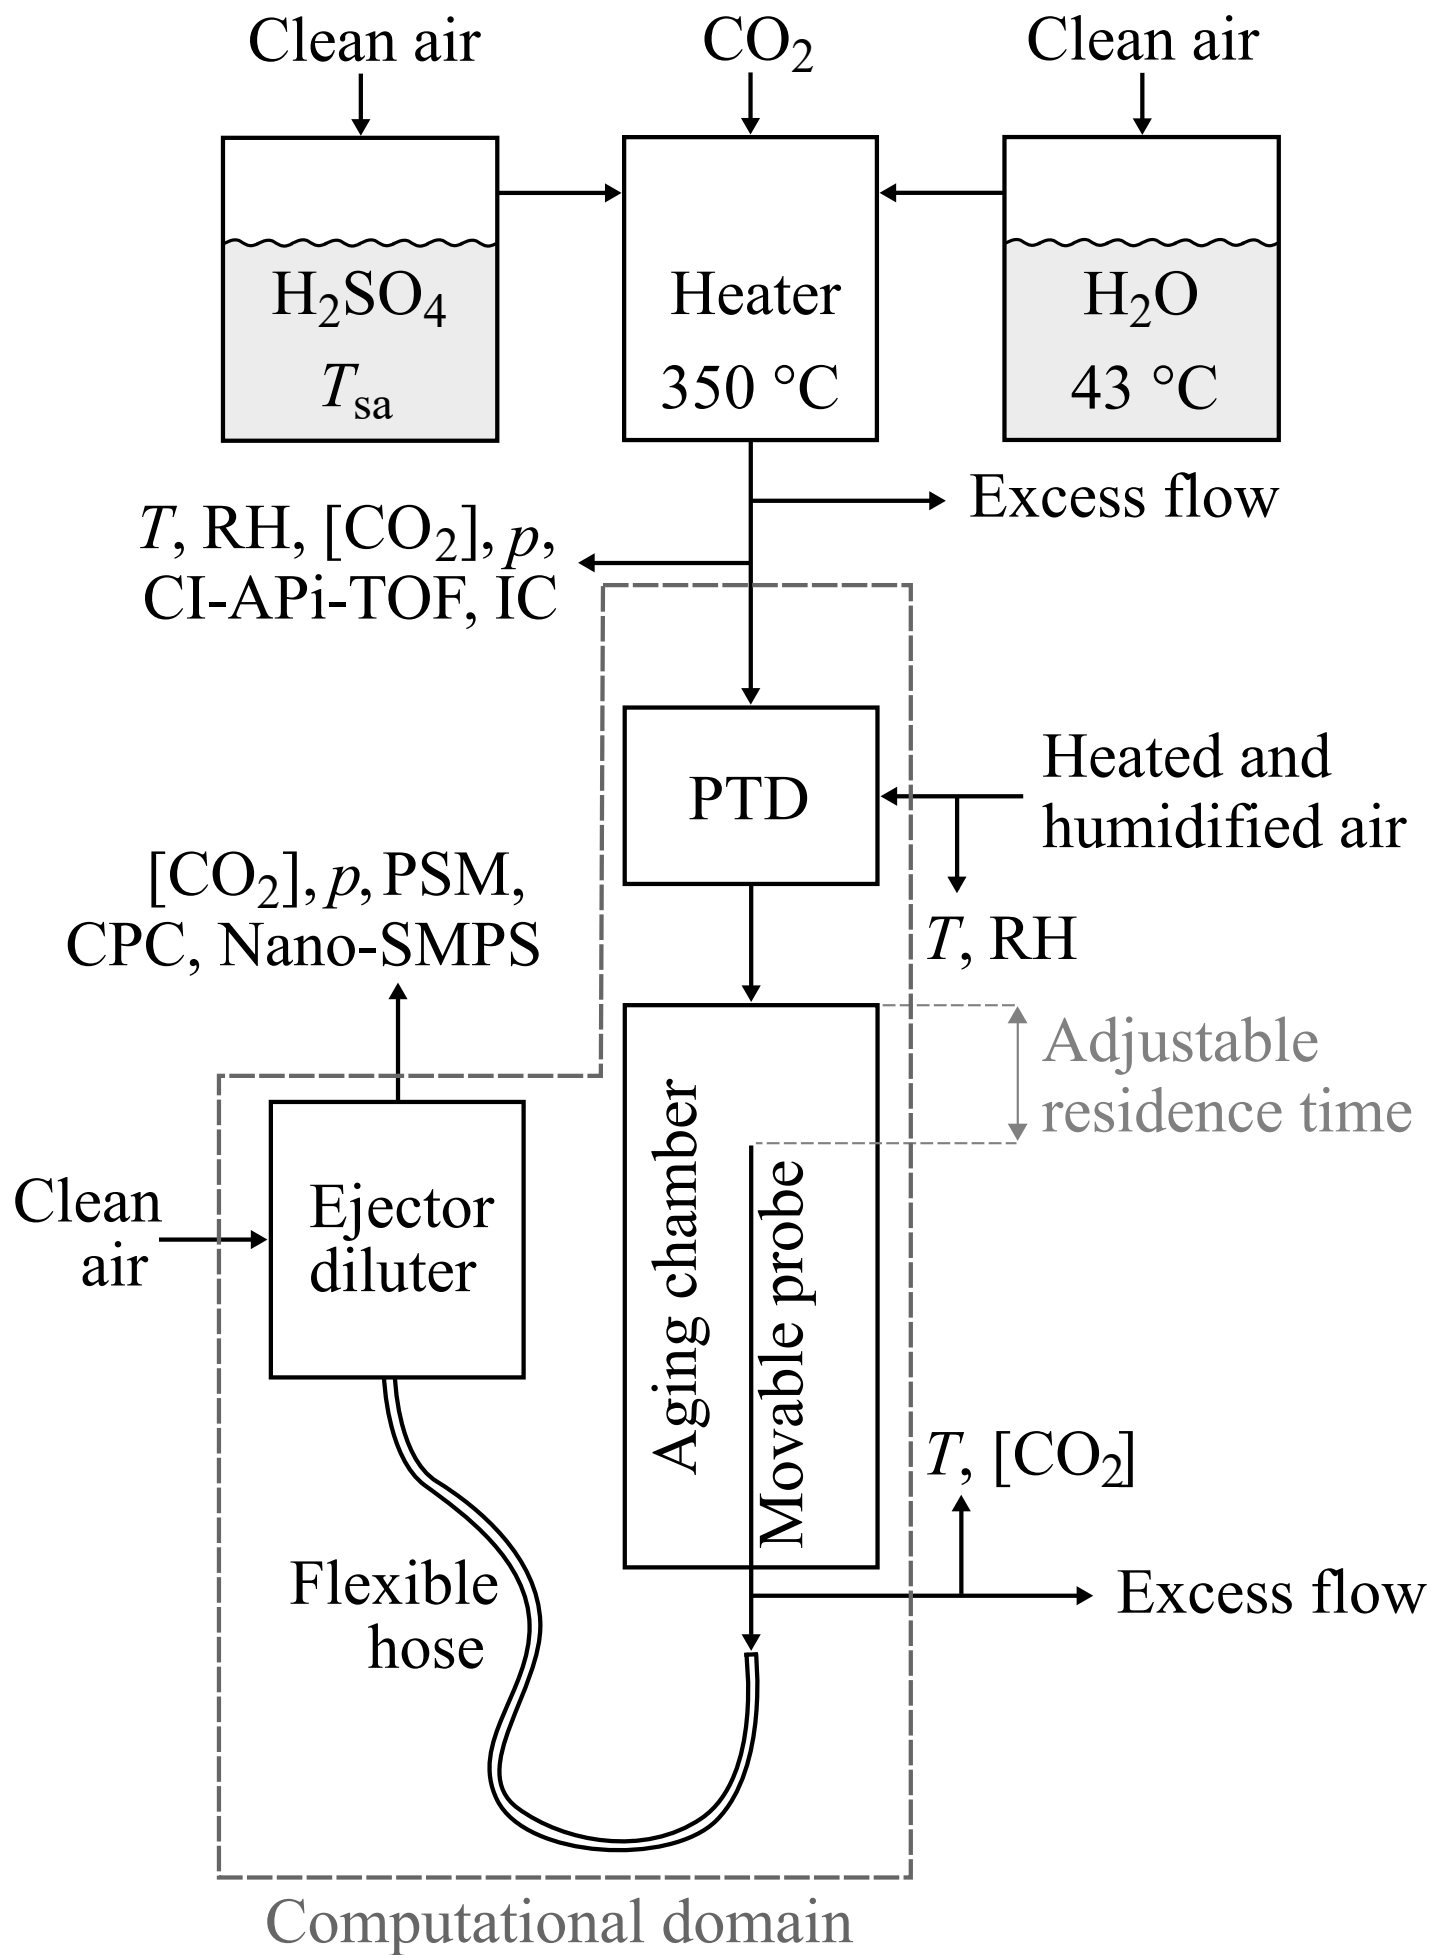 Clean air
CO₂
Clean air
H₂SO₄
Tsa
Heater
350 °C
H₂O
43 °C
Excess flow
T, RH, [CO₂], p,
CI-APi-TOF, IC
PTD
Heated and
humidified air
T, RH
[CO₂], p, PSM,
CPC, Nano-SMPS
Adjustable
residence time
Aging chamber
Movable probe
Clean
air
Ejector
diluter
T, [CO₂]
Excess flow
Flexible
hose
Computational domain